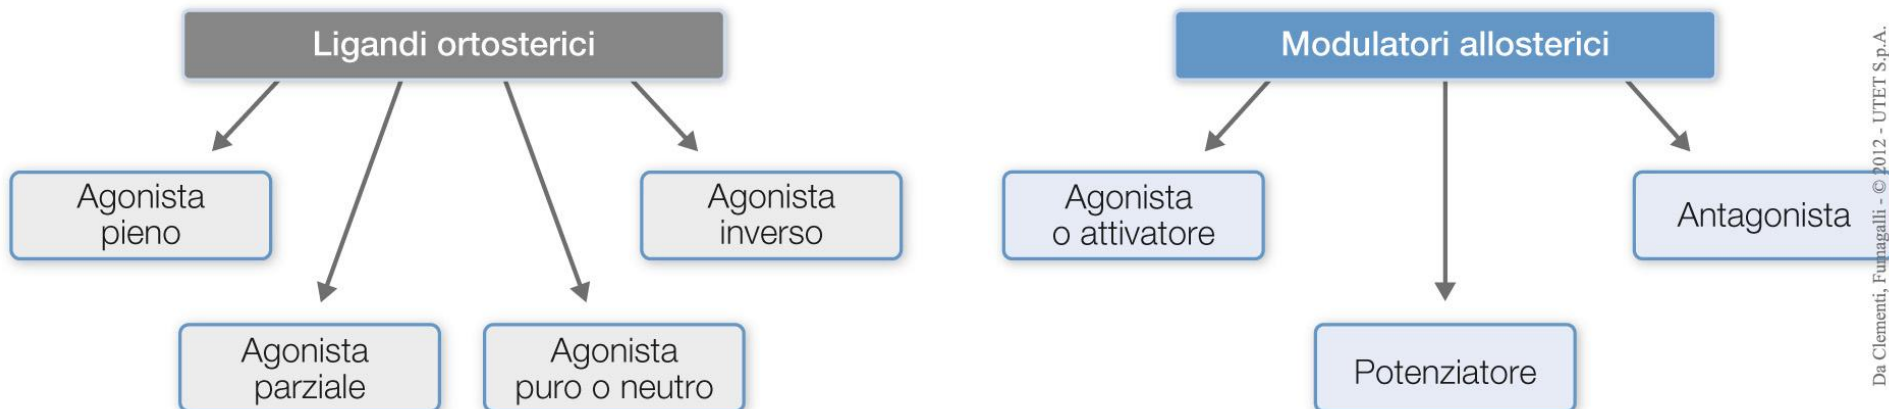 Ligandi ortosterici
Agonista
pieno
Agonista
parziale
Agonista
puro o neutro
Agonista
inverso
Modulatori allosterici
Agonista
o attivatore
Potenziatore
Antagonista
Da Clementi, Fumagalli - © 2012 - UTET S.p.A.